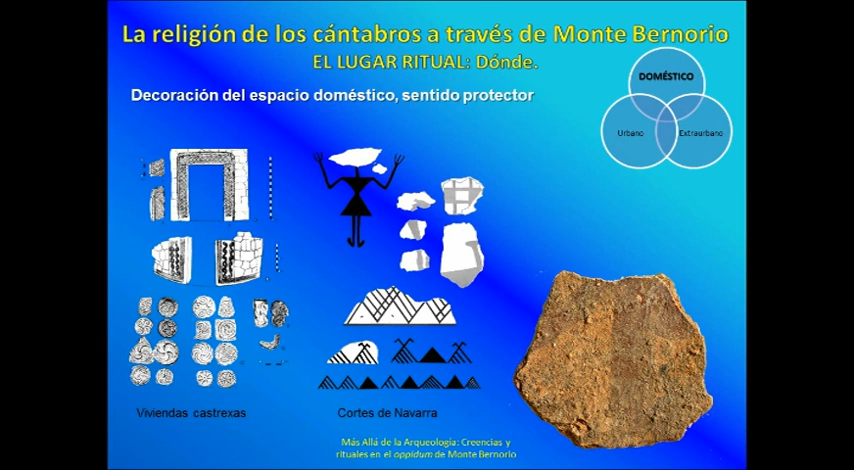 La religión de los cántabros a través de Monte Bernorio
EL LUGAR RITUAL: Dónde.
Decoración del espacio doméstico, sentido protector
DOMÉSTICO
Urbano
Extraurbano
Viviendas castrexas
Cortes de Navarra
Más Allá de la Arqueología: Creencias y
rituales en el oppidum de Monte Bernorio